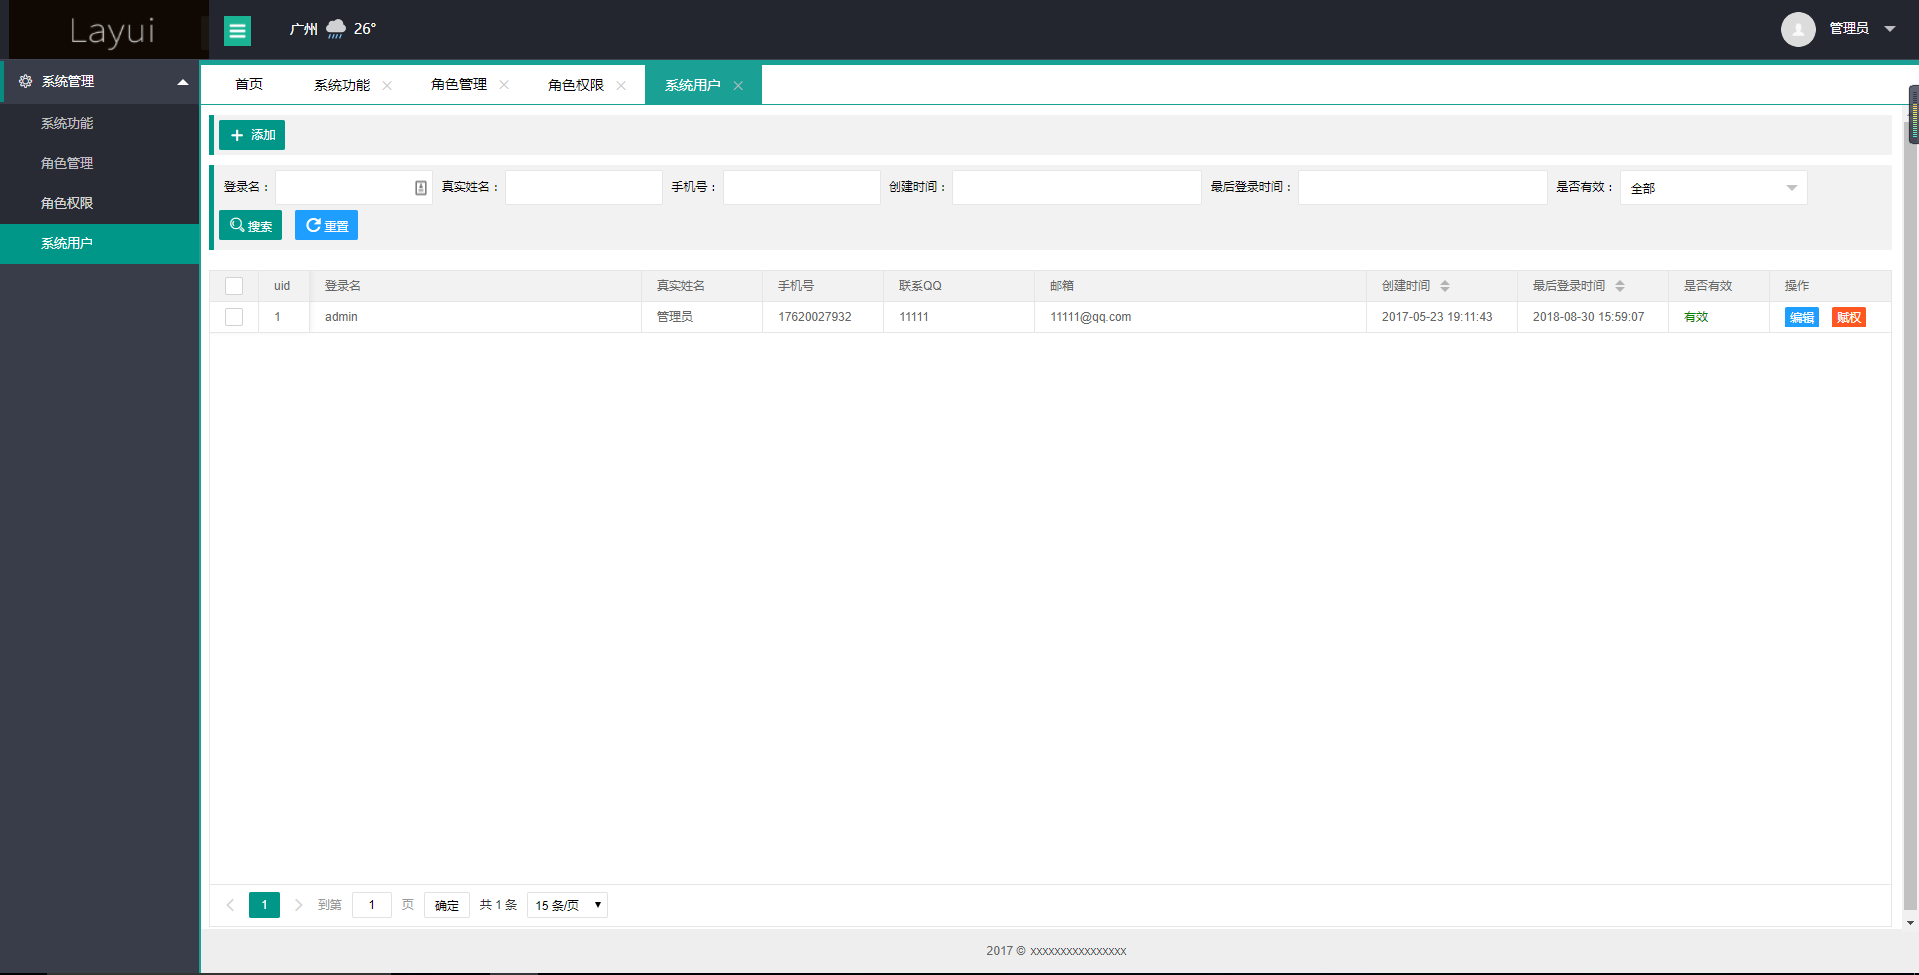 Layui 广州 26° 管理员
系统管理
系统功能
角色管理
角色权限
系统用户
首页 系统功能 角色管理 角色权限 系统用户
添加
登录名： 真实姓名： 手机号： 创建时间： 最后登录时间： 是否有效： 全部
搜索 重置
uid 登录名 真实姓名 手机号 联系QQ 邮箱 创建时间 最后登录时间 是否有效 操作
1 admin 管理员 17620027932 11111 11111@qq.com 2017-05-23 19:11:43 2018-08-30 15:59:07 有效 编辑 赋权
1 到第 1 页 确定 共 1 条 15 条/页
2017 © xxxxxxxxxxxxxxxx